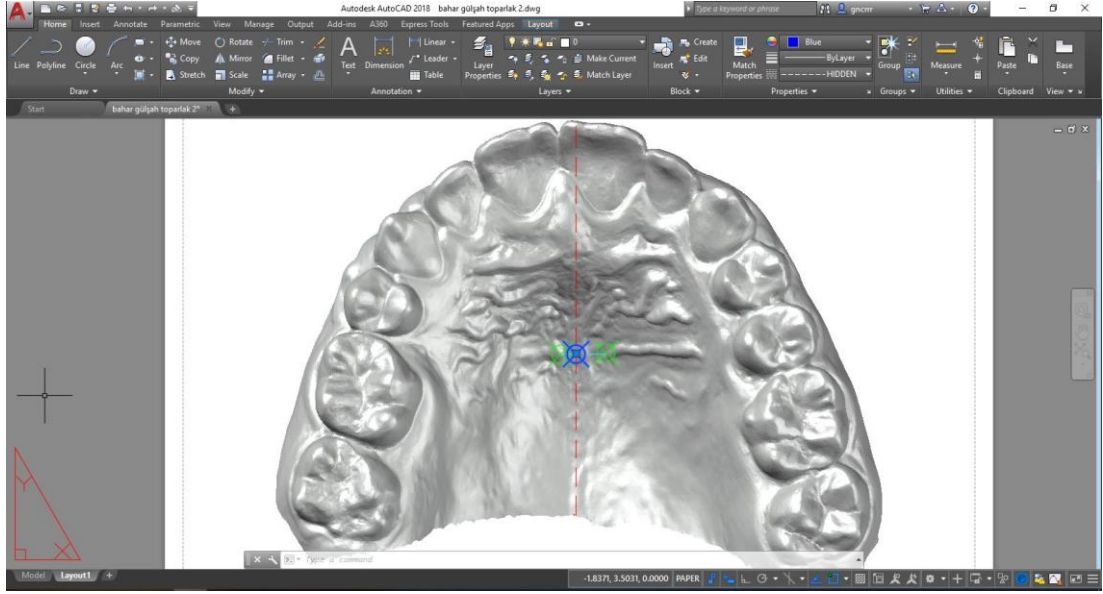 Autodesk AutoCAD 2018 bahar gülşah toparlak 2.dwg
Type a keyword or phrase
gncrrr
Home Insert Annotate Parametric View Manage Output Add-ins A360 Express Tools Featured Apps Layout
Line Polyline Circle Arc
Move Rotate Trim
Copy Mirror Fillet
Stretch Scale Array
Text Dimension
Linear
Leader
Table
Layer Properties
0
Make Current
Match Layer
Insert
Create
Edit
Match Properties
Blue
ByLayer
HIDDEN
Group
Measure
Paste
Base
Draw Modify Annotation Layers Block Properties Groups Utilities Clipboard View
Start bahar gülşah toparlak 2*
Y
X
Type a command
Model Layout1 +
-1.8371, 3.5031, 0.0000 PAPER